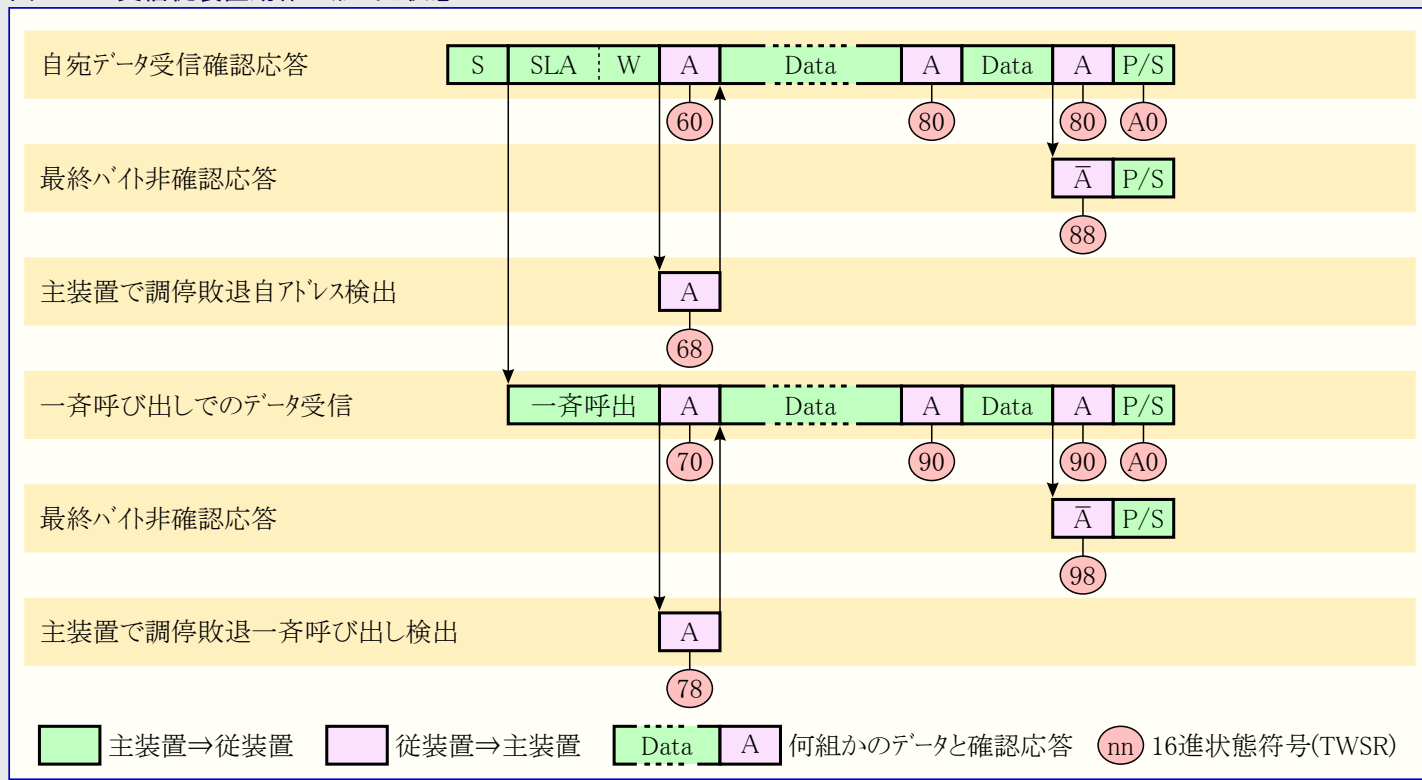 自宛データ受信確認応答 S SLA W A Data A Data A P/S
60 80 80 A0
最終バイト非確認応答 A̅ P/S
88
主装置で調停敗退自アドレス検出 A
68
一斉呼び出しでのデータ受信 一斉呼出 A Data A Data A P/S
70 90 90 A0
最終バイト非確認応答 A̅ P/S
98
主装置で調停敗退一斉呼び出し検出 A
78
主装置⇒従装置 従装置⇒主装置 Data A 何組かのデータと確認応答 nn 16進状態符号(TWSR)